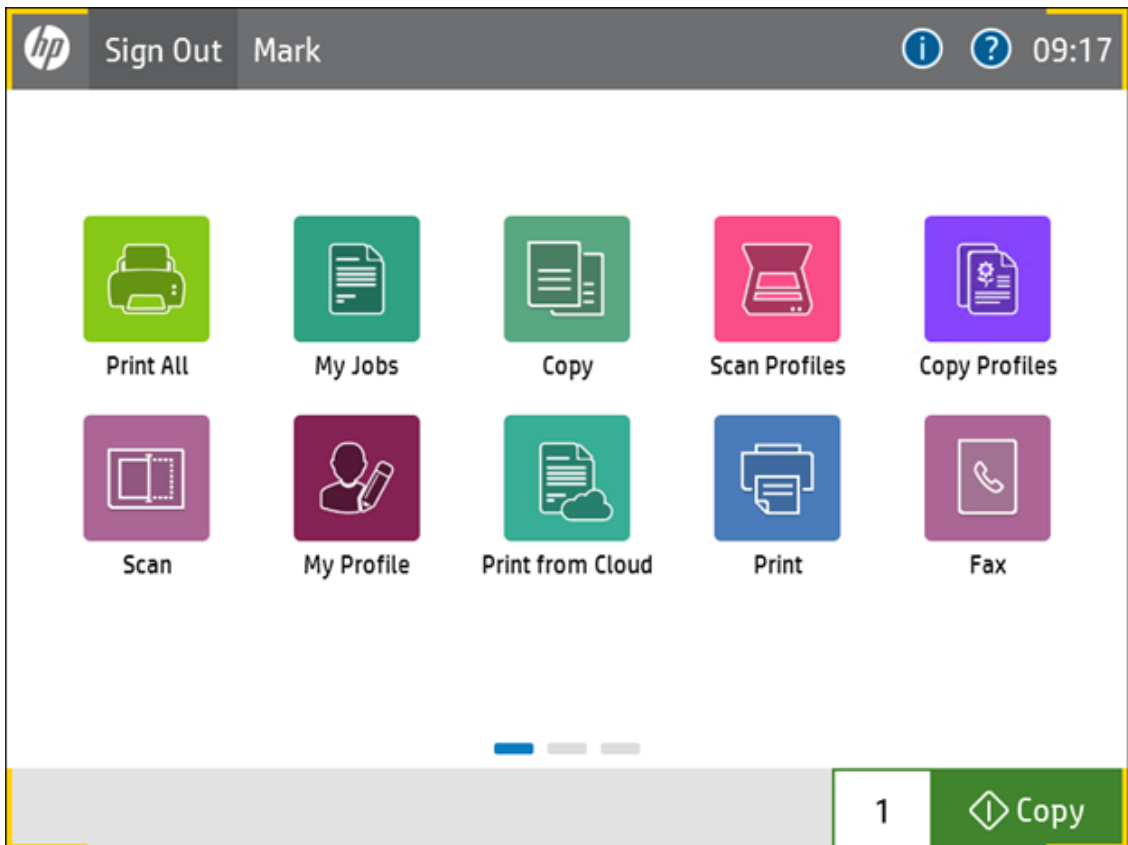 hp Sign Out Mark i ? 09:17
Print All My Jobs Copy Scan Profiles Copy Profiles
Scan My Profile Print from Cloud Print Fax
1 Copy